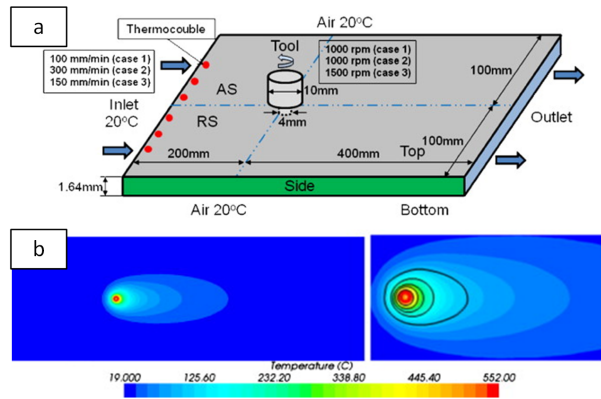 a
Air 20°C
Thermocouble
Tool
100 mm/min (case 1)
300 mm/min (case 2)
150 mm/min (case 3)
1000 rpm (case 1)
1000 rpm (case 2)
1500 rpm (case 3)
100mm
AS
10mm
Inlet
20°C
RS
4mm
Outlet
100mm
200mm
400mm
Top
1.64mm
Side
Air 20°C
Bottom
b
Temperature (C)
19.000 125.60 232.20 338.80 445.40 552.00